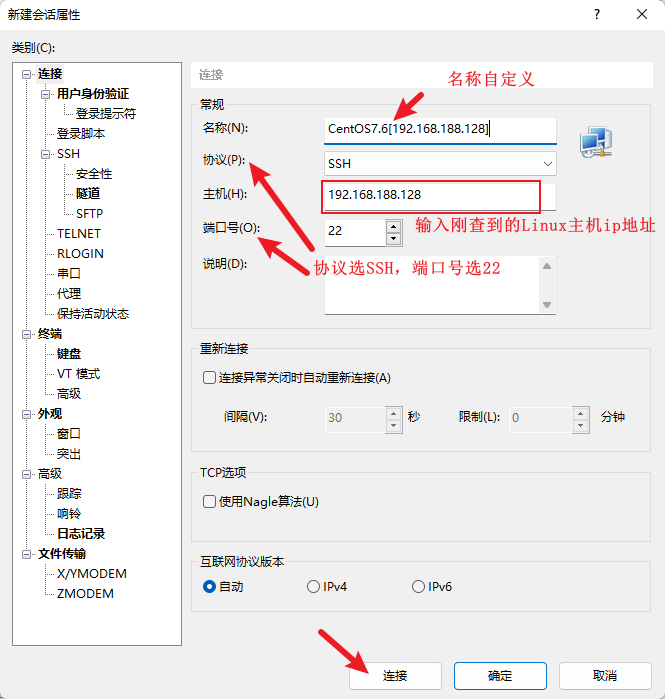 新建会话属性
类别(C):
连接
用户身份验证
登录提示符
登录脚本
SSH
安全性
隧道
SFTP
TELNET
RLOGIN
串口
代理
保持活动状态
终端
键盘
VT 模式
高级
外观
窗口
突出
高级
跟踪
响铃
日志记录
文件传输
X/YMODEM
ZMODEM
连接
名称自定义
常规
名称(N):
CentOS7.6[192.168.188.128]
协议(P):
SSH
主机(H):
192.168.188.128
输入刚查到的Linux主机ip地址
端口号(O):
22
协议选SSH，端口号选22
说明(D):
重新连接
连接异常关闭时自动重新连接(A)
间隔(V): 30 秒 限制(L): 0 分钟
TCP选项
使用Nagle算法(U)
互联网协议版本
自动 IPv4 IPv6
连接 确定 取消